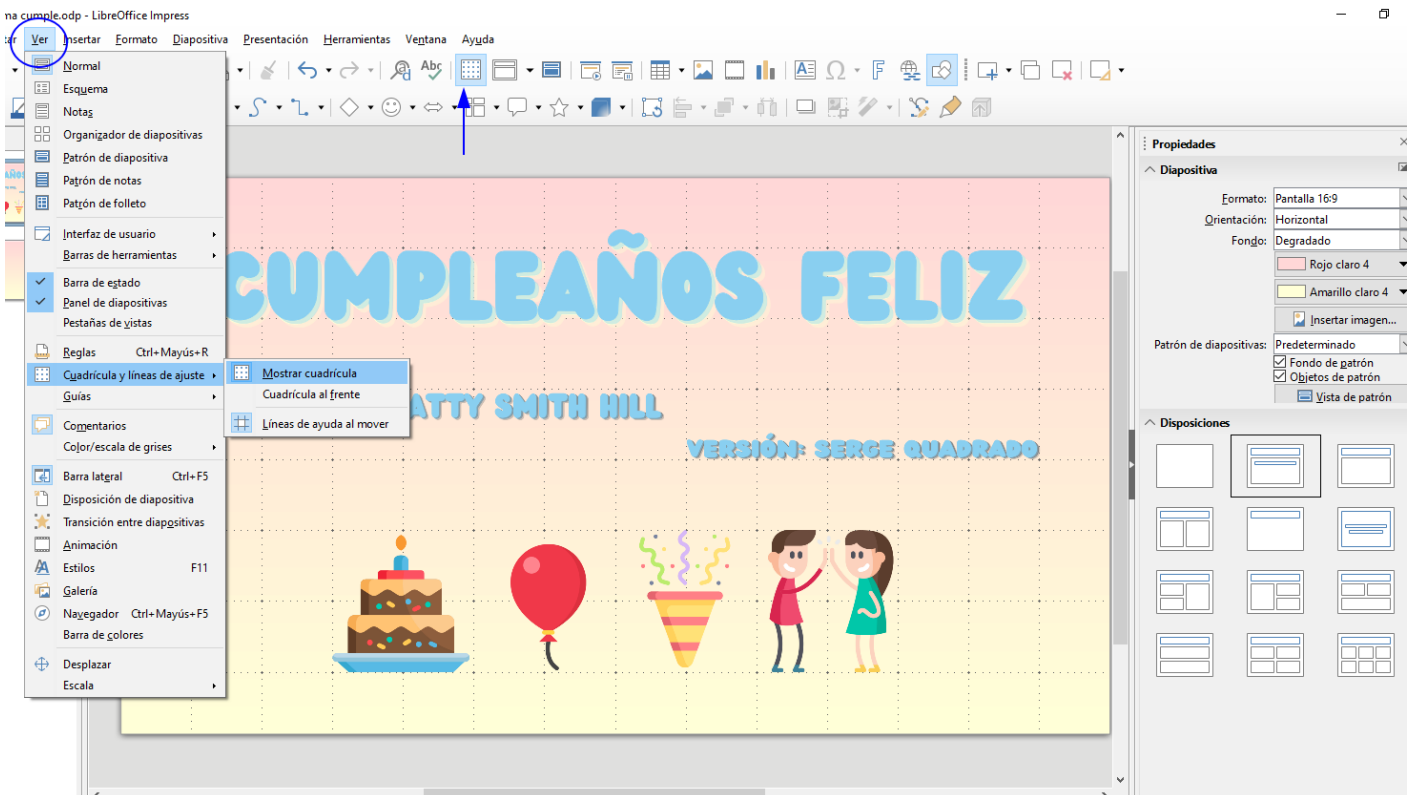 ma cumple.odp - LibreOffice Impress
Ver Insertar Formato Diapositiva Presentación Herramientas Ventana Ayuda
Normal
Esquema
Notas
Organizador de diapositivas
Patrón de diapositiva
Patrón de notas
Patrón de folleto
Interfaz de usuario
Barras de herramientas
Barra de estado
Panel de diapositivas
Pestañas de vistas
Reglas Ctrl+Mayús+R
Cuadrícula y líneas de ajuste
Guías
Comentarios
Color/escala de grises
Barra lateral Ctrl+F5
Disposición de diapositiva
Transición entre diapositivas
Animación
Estilos F11
Galería
Navegador Ctrl+Mayús+F5
Barra de colores
Desplazar
Escala
Mostrar cuadrícula
Cuadrícula al frente
Líneas de ayuda al mover
CUMPLEAÑOS FELIZ
ATTY SMITH HILL
VERSIÓN: SERGE QUADRADO
Propiedades
Diapositiva
Formato: Pantalla 16:9
Orientación: Horizontal
Fondo: Degradado
Rojo claro 4
Amarillo claro 4
Insertar imagen...
Patrón de diapositivas: Predeterminado
Fondo de patrón
Objetos de patrón
Vista de patrón
Disposiciones